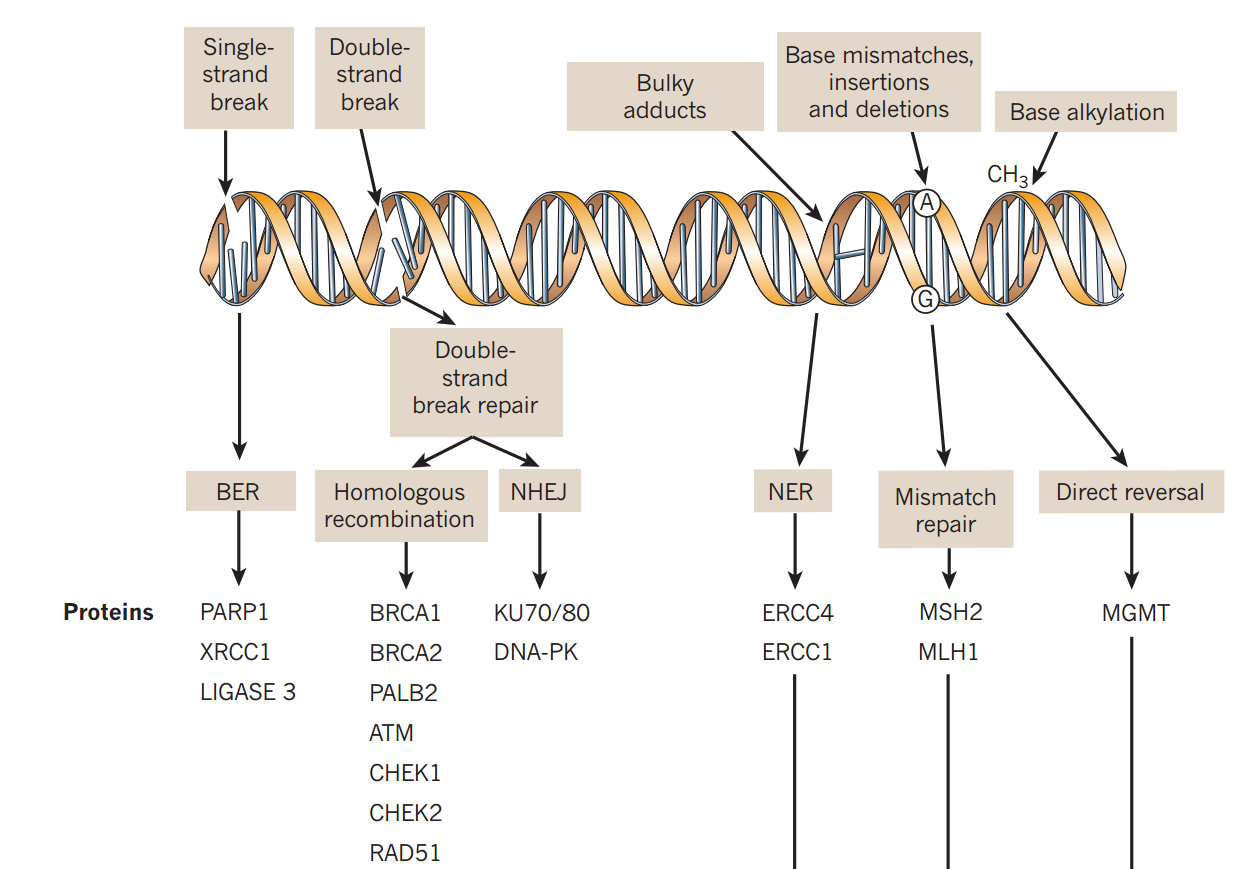 Single-
strand
break
Double-
strand
break
Bulky
adducts
Base mismatches,
insertions
and deletions
Base alkylation
CH3
A
G
Double-
strand
break repair
BER
Homologous
recombination
NHEJ
NER
Mismatch
repair
Direct reversal
Proteins
PARP1
XRCC1
LIGASE 3
BRCA1
BRCA2
PALB2
ATM
CHEK1
CHEK2
RAD51
KU70/80
DNA-PK
ERCC4
ERCC1
MSH2
MLH1
MGMT